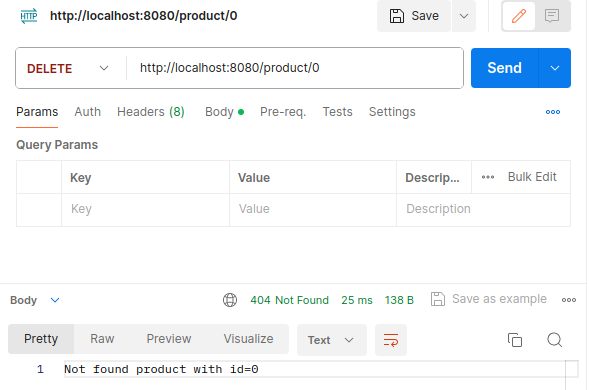 HTTP http://localhost:8080/product/0 Save
DELETE http://localhost:8080/product/0 Send
Params Auth Headers (8) Body Pre-req. Tests Settings
Query Params
Key Value Descrip... Bulk Edit
Key Value Description
Body 404 Not Found 25 ms 138 B Save as example
Pretty Raw Preview Visualize Text
1 Not found product with id=0